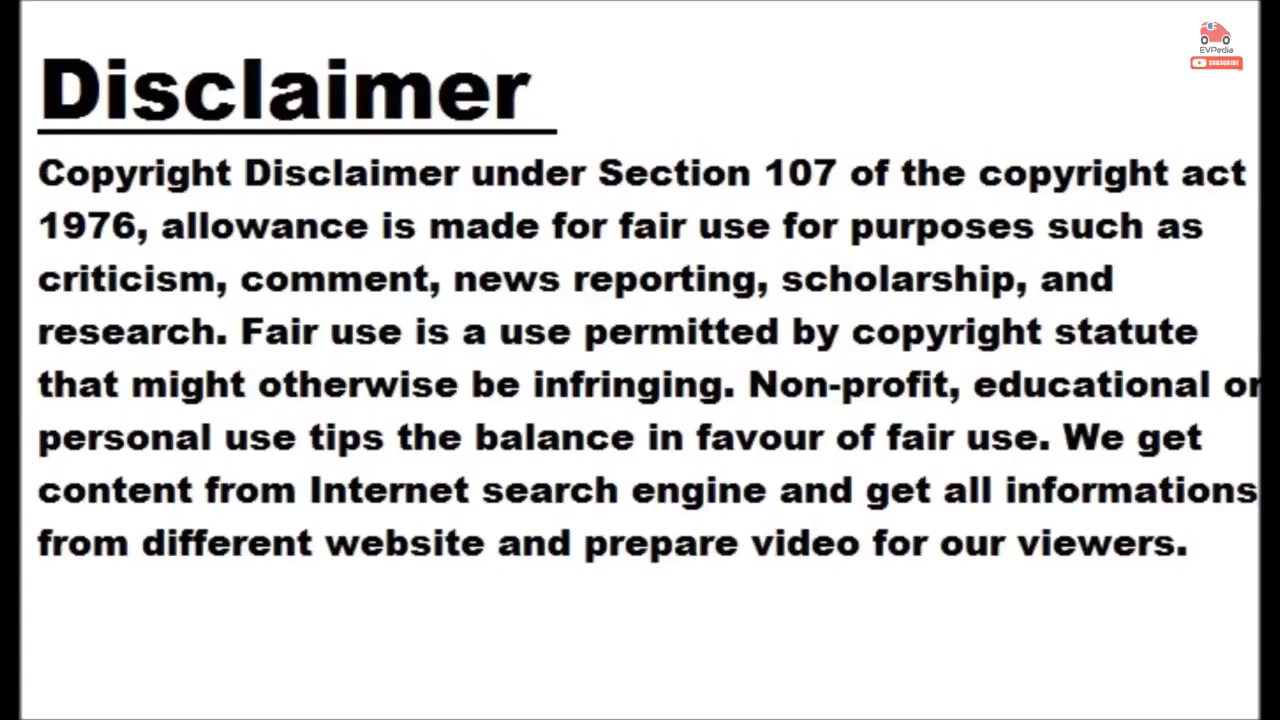 EVPedia
SUBSCRIBE
Disclaimer
Copyright Disclaimer under Section 107 of the copyright act
1976, allowance is made for fair use for purposes such as
criticism, comment, news reporting, scholarship, and
research. Fair use is a use permitted by copyright statute
that might otherwise be infringing. Non-profit, educational or
personal use tips the balance in favour of fair use. We get
content from Internet search engine and get all informations
from different website and prepare video for our viewers.